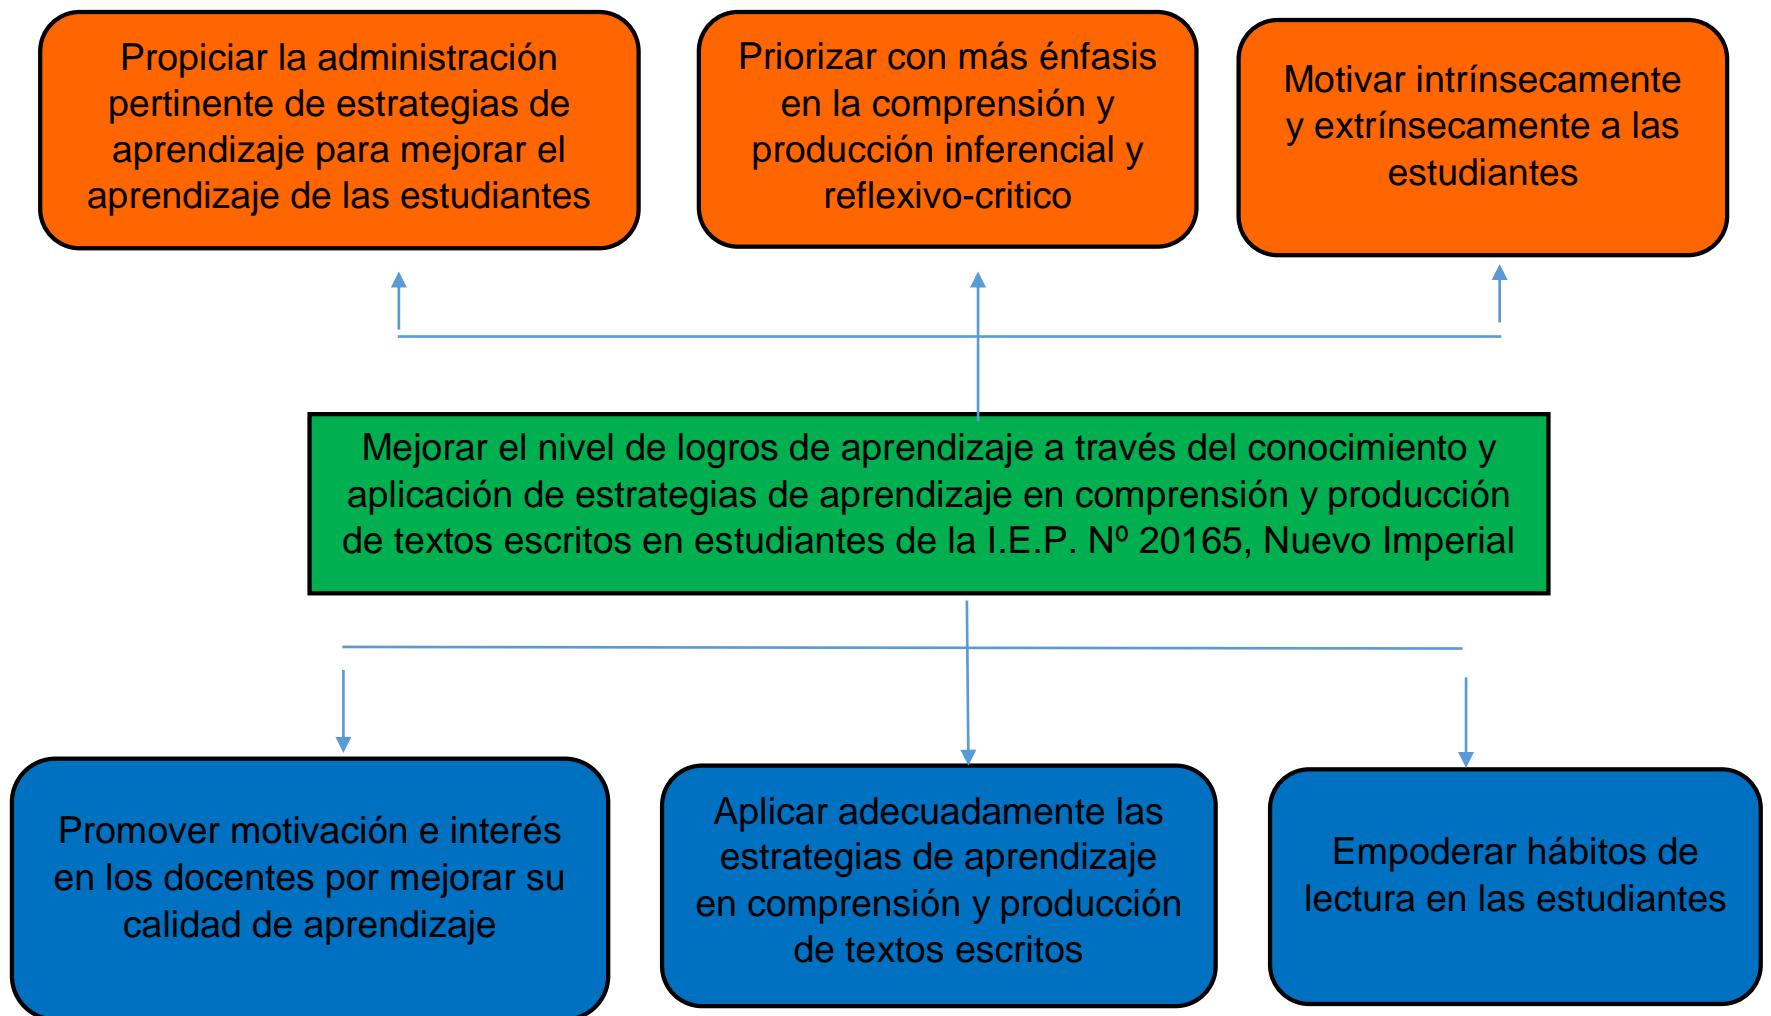 Propiciar la administración
pertinente de estrategias de
aprendizaje para mejorar el
aprendizaje de las estudiantes
Priorizar con más énfasis
en la comprensión y
producción inferencial y
reflexivo-critico
Motivar intrínsecamente
y extrínsecamente a las
estudiantes
Mejorar el nivel de logros de aprendizaje a través del conocimiento y
aplicación de estrategias de aprendizaje en comprensión y producción
de textos escritos en estudiantes de la I.E.P. Nº 20165, Nuevo Imperial
Promover motivación e interés
en los docentes por mejorar su
calidad de aprendizaje
Aplicar adecuadamente las
estrategias de aprendizaje
en comprensión y producción
de textos escritos
Empoderar hábitos de
lectura en las estudiantes